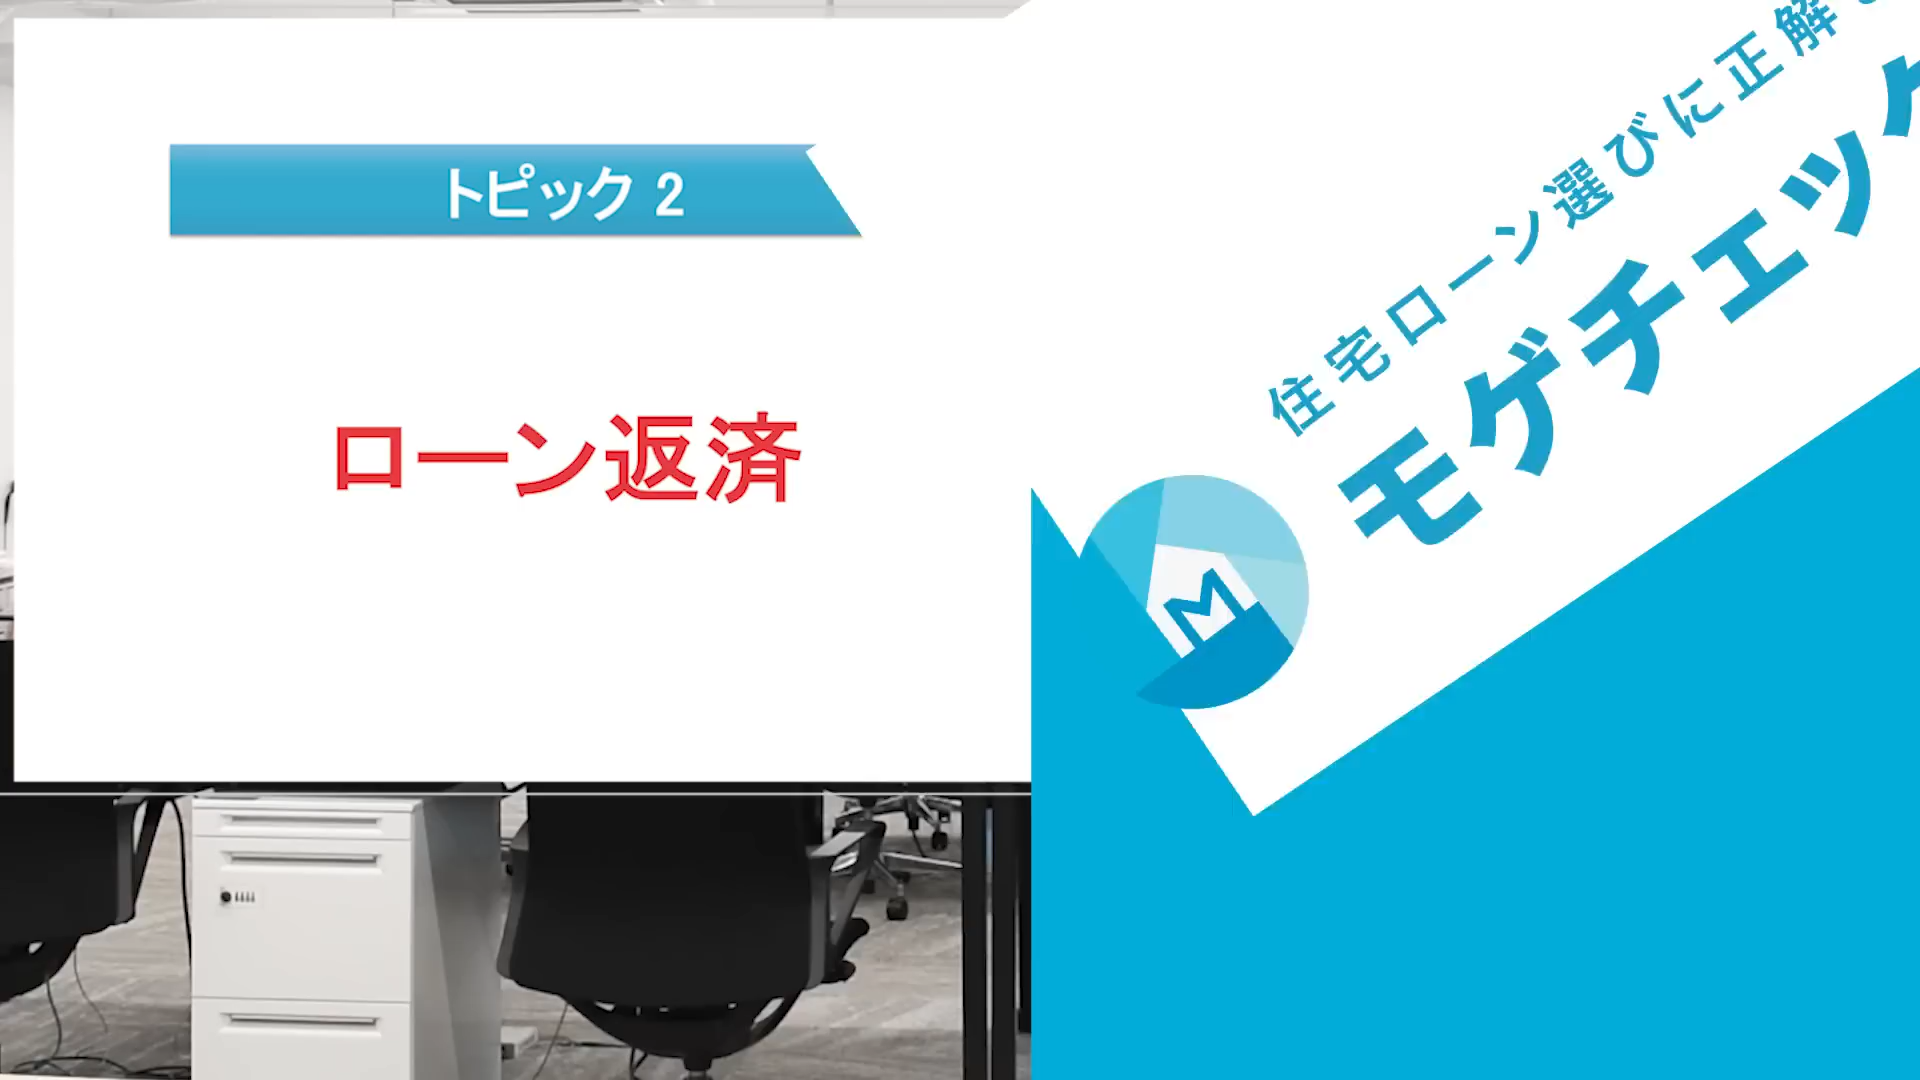 トピック 2
ローン返済
住宅ローン選びに正解
モゲチェック
M